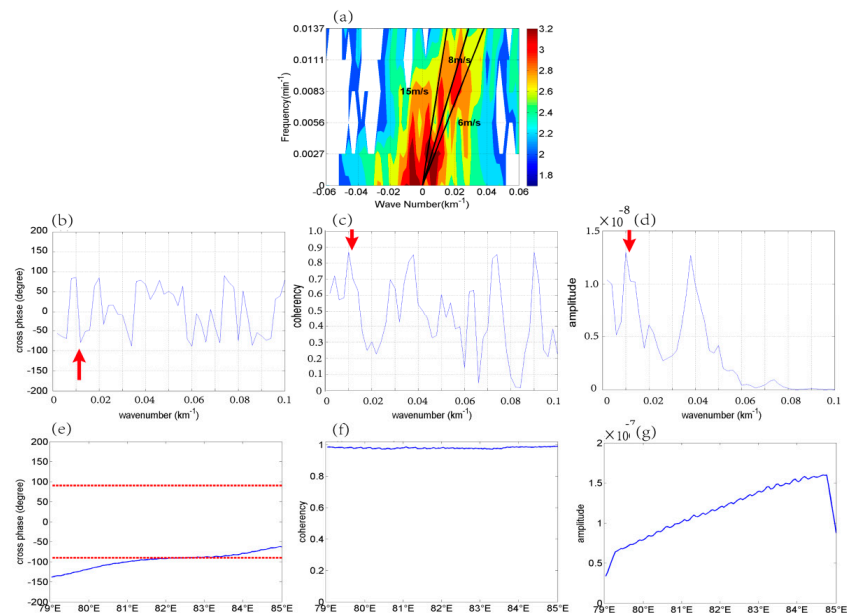 (a)
0.0137
0.0111
0.0083
0.0056
0.0027
0
Frequency(min⁻¹)
15m/s
8m/s
6m/s
-0.06 -0.04 -0.02 0 0.02 0.04 0.06
Wave Number(km⁻¹)
3.2
3
2.8
2.6
2.4
2.2
2
1.8
(b)
200
150
100
50
0
-50
-100
-150
-200
cross phse (degree)
0 0.02 0.04 0.06 0.08 0.1
wavenumber (km⁻¹)
(c)
1.0
0.9
0.8
0.7
0.6
0.5
0.4
0.3
0.2
0.1
0
coherency
0 0.02 0.04 0.06 0.08 0.1
wavenumber (km⁻¹)
×10⁻⁸ (d)
1.5
1.0
0.5
0
amplitude
0 0.02 0.04 0.06 0.08 0.1
wavenumber (km⁻¹)
(e)
200
150
100
50
0
-50
-100
-150
-200
cross phase (degree)
79°E 80°E 81°E 82°E 83°E 84°E 85°E
(f)
1
0.8
0.6
0.4
0.2
0
coherency
79°E 80°E 81°E 82°E 83°E 84°E 85°E
×10⁻⁷ (g)
2
1.5
1
0.5
0
amplitude
79°E 80°E 81°E 82°E 83°E 84°E 85°E